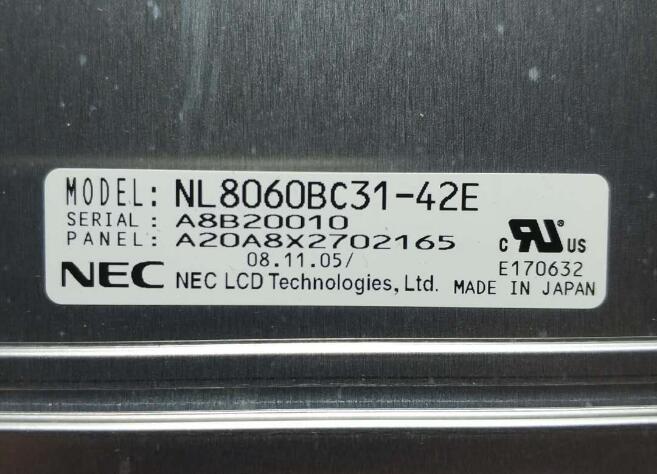 MODEL: NL8060BC31-42E
SERIAL: A8B20010
PANEL: A20A8X2702165
08.11.05/
c RU US
E170632
NEC NEC LCD Technologies, Ltd. MADE IN JAPAN